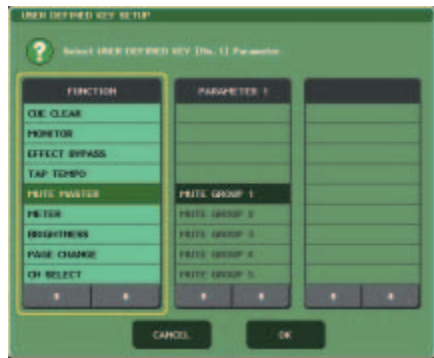 USER DEFINED KEY SETUP
Select USER DEFINED KEY [No. 1] Parameter.
FUNCTION
PARAMETER 1
CUE CLEAR
MONITOR
EFFECT BYPASS
TAP TEMPO
MUTE MASTER
MUTE GROUP 1
METER
MUTE GROUP 2
BRIGHTNESS
MUTE GROUP 3
PAGE CHANGE
MUTE GROUP 4
CH SELECT
MUTE GROUP 5
CANCEL
OK